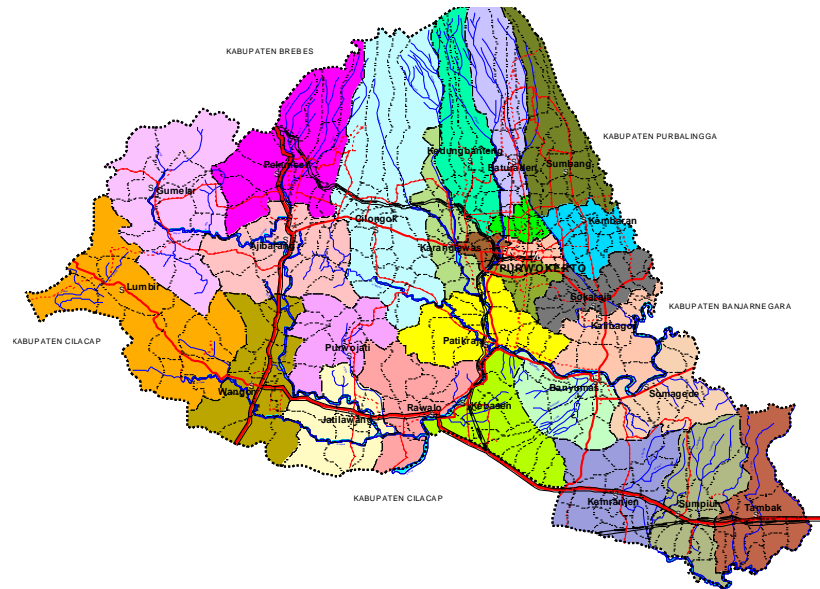 KABUPATEN BREBES
KABUPATEN PURBALINGGA
Kedungbanteng
Baturaden
Sumbang
Pekuncen
Gumelar
Cilongok
Kembaran
Karanglewas
Ajibarang
PURWOKERTO
Lumbir
Sokaraja
KABUPATEN BANJARNEGARA
Kalibagor
KABUPATEN CILACAP
Patikraja
Purwojati
Wangon
Banyumas
Somagede
Rawalo
Kebasen
Jatilawang
KABUPATEN CILACAP
Kemranjen
Sumpiuh
Tambak